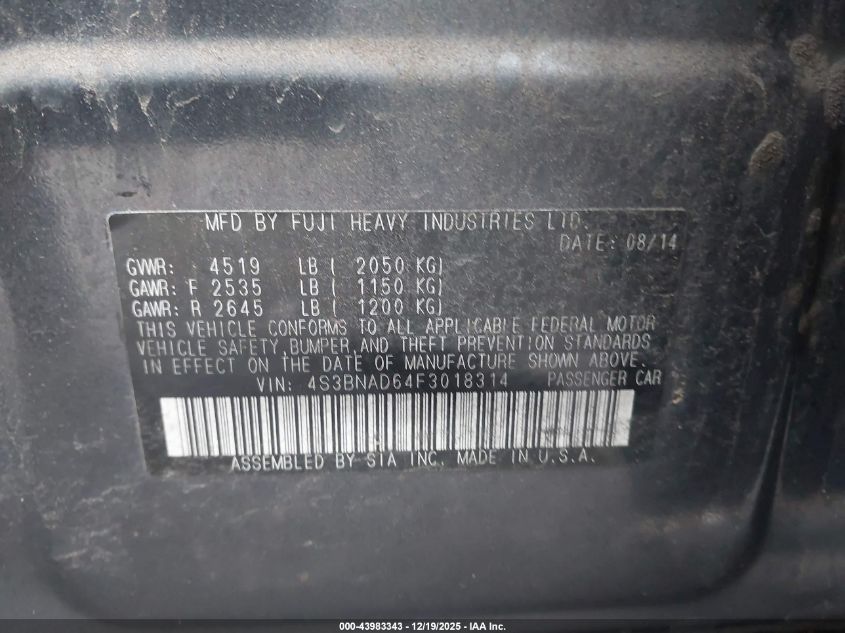 MFD BY FUJI HEAVY INDUSTRIES LTD.
DATE: 08/14
GVWR: 4519 LB ( 2050 KG)
GAWR: F 2535 LB ( 1150 KG)
GAWR: R 2645 LB ( 1200 KG)
THIS VEHICLE CONFORMS TO ALL APPLICABLE FEDERAL MOTOR
VEHICLE SAFETY, BUMPER, AND THEFT PREVENTION STANDARDS
IN EFFECT ON THE DATE OF MANUFACTURE SHOWN ABOVE.
VIN: 4S3BNAD64F3018314 PASSENGER CAR
ASSEMBLED BY SIA INC. MADE IN U.S.A.
000-43983343 - 12/19/2025 - IAA Inc.